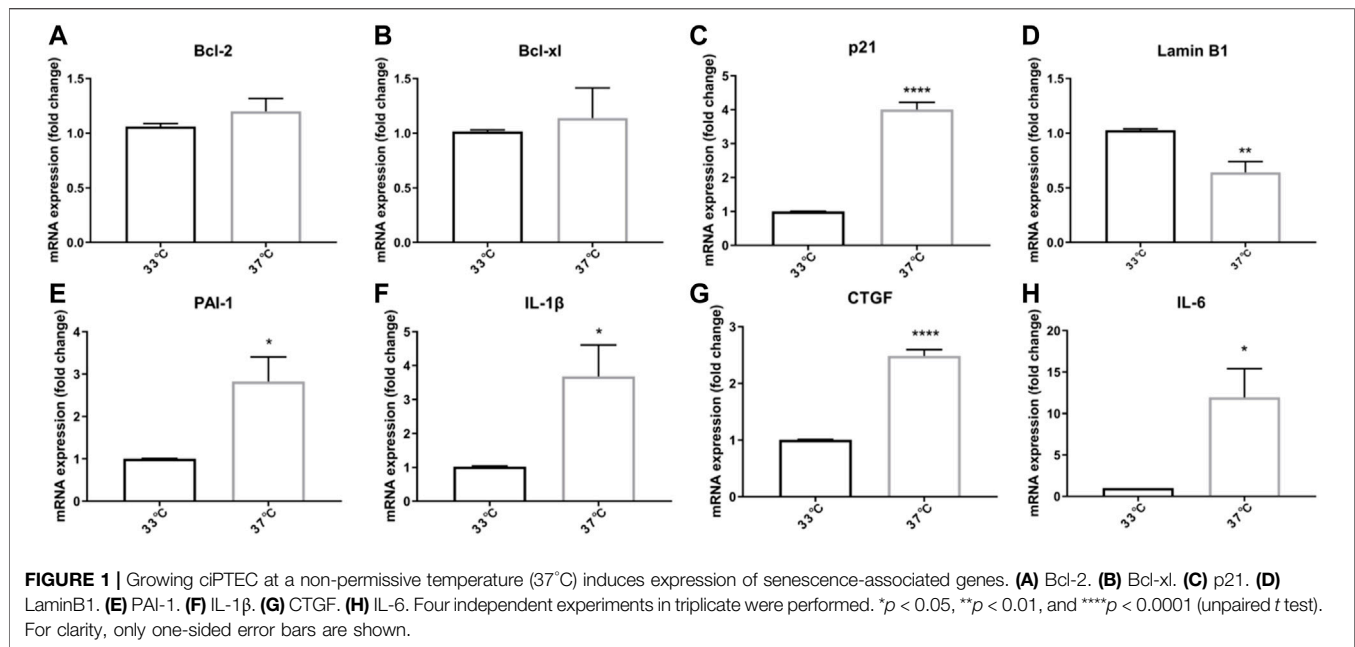 A
Bcl-2
mRNA expression (fold change)
1.5
1.0
0.5
0.0
33°C
37°C
B
Bcl-xl
mRNA expression (fold change)
1.5
1.0
0.5
0.0
33°C
37°C
C
p21
mRNA expression (fold change)
5
4
3
2
1
0
****
33°C
37°C
D
Lamin B1
mRNA expression (fold change)
1.5
1.0
0.5
0.0
**
33°C
37°C
E
PAI-1
mRNA expression (fold change)
4
3
2
1
0
*
33°C
37°C
F
IL-1β
mRNA expression (fold change)
5
4
3
2
1
0
*
33°C
37°C
G
CTGF
mRNA expression (fold change)
3
2
1
0
****
33°C
37°C
H
IL-6
mRNA expression (fold change)
20
15
10
5
0
*
33°C
37°C
FIGURE 1 | Growing ciPTEC at a non-permissive temperature (37°C) induces expression of senescence-associated genes. (A) Bcl-2. (B) Bcl-xl. (C) p21. (D)
LaminB1. (E) PAI-1. (F) IL-1β. (G) CTGF. (H) IL-6. Four independent experiments in triplicate were performed. *p < 0.05, **p < 0.01, and ****p < 0.0001 (unpaired t test).
For clarity, only one-sided error bars are shown.